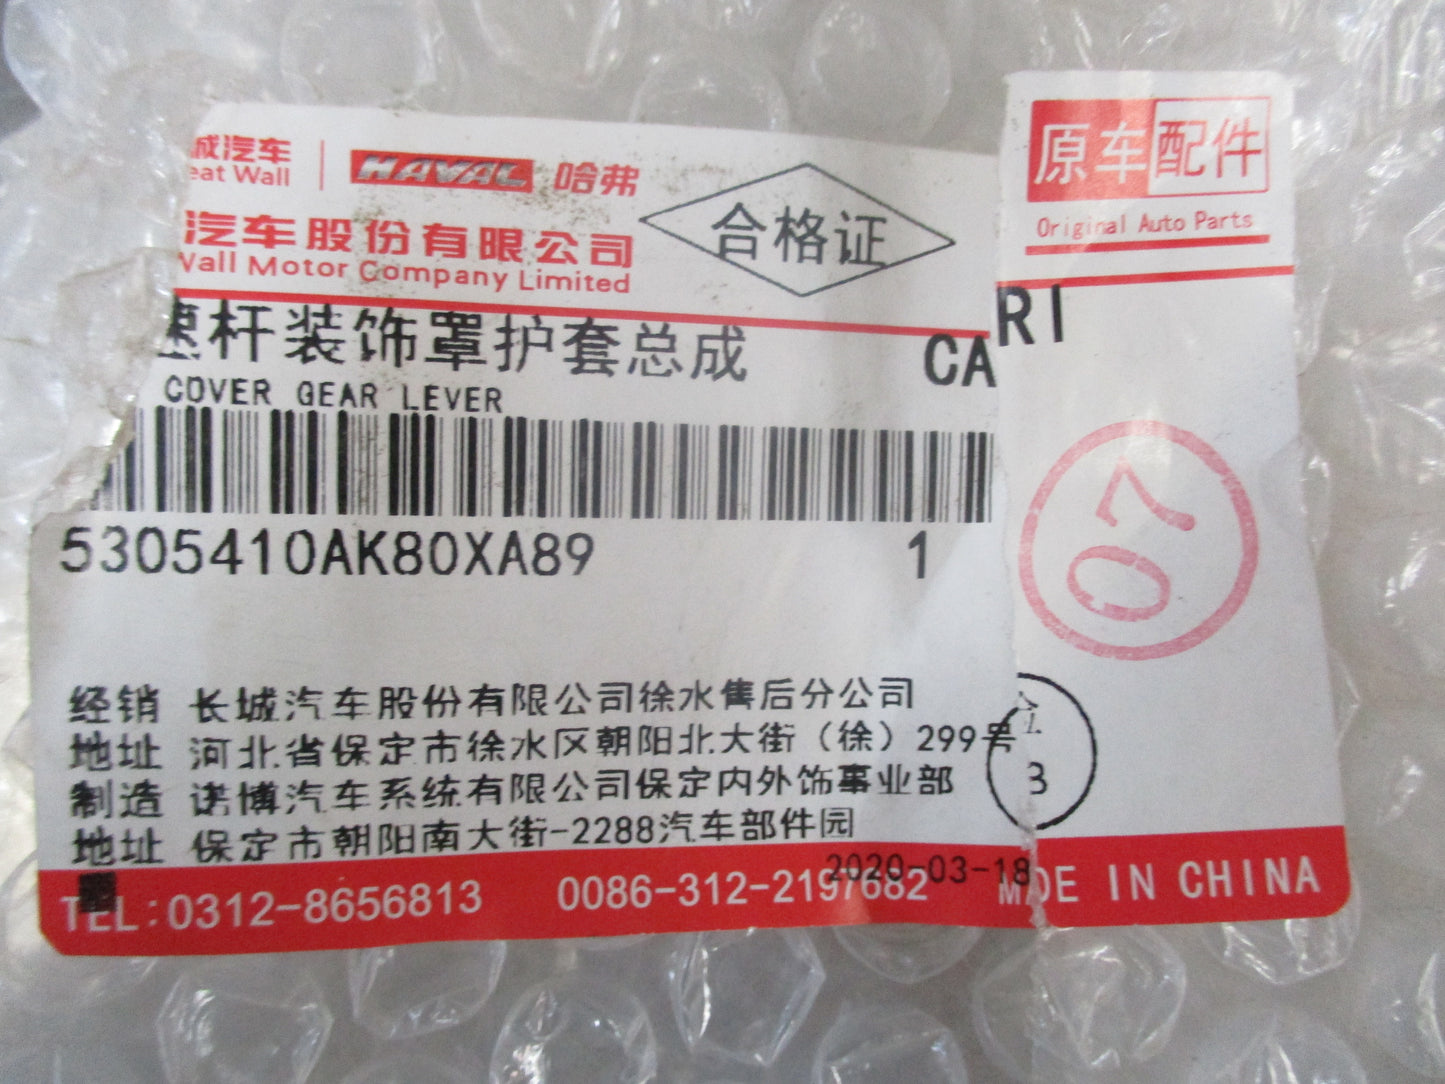 城汽车 HAVAL 哈弗
eat Wall
汽车股份有限公司
Wall Motor Company Limited
合格证
原车配件
Original Auto Parts
速杆装饰罩护套总成
CARI
COVER GEAR LEVER
5305410AK80XA89 1
07
经销 长城汽车股份有限公司徐水售后分公司
地址 河北省保定市徐水区朝阳北大街（徐）299号
制造 诺博汽车系统有限公司保定内外饰事业部
地址 保定市朝阳南大街-2288汽车部件园
3
2020-03-18
TEL:0312-8656813 0086-312-2197682 MDE IN CHINA